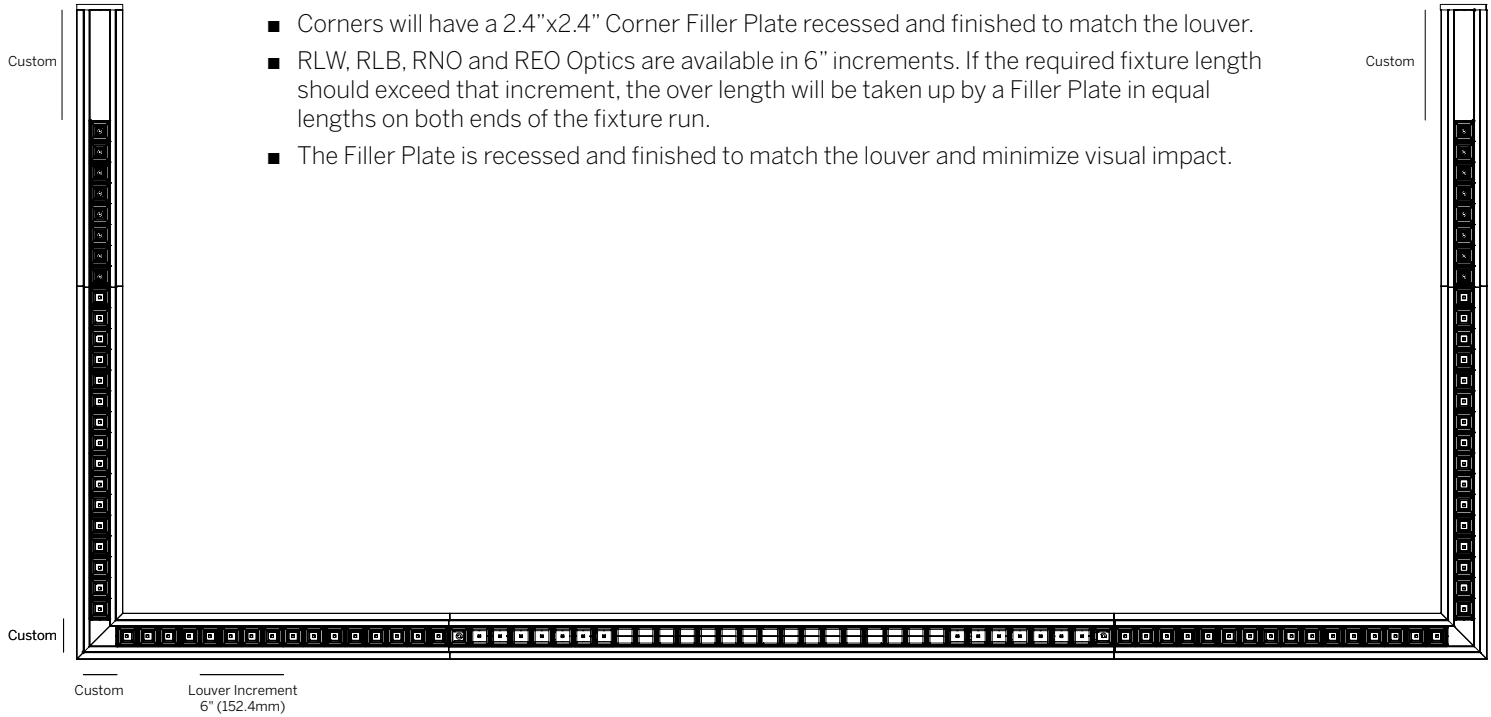 ■ Corners will have a 2.4”x2.4” Corner Filler Plate recessed and finished to match the louver.
■ RLW, RLB, RNO and REO Optics are available in 6” increments. If the required fixture length
should exceed that increment, the over length will be taken up by a Filler Plate in equal
lengths on both ends of the fixture run.
■ The Filler Plate is recessed and finished to match the louver and minimize visual impact.
Custom
Custom
Custom
Custom
Louver Increment
6" (152.4mm)